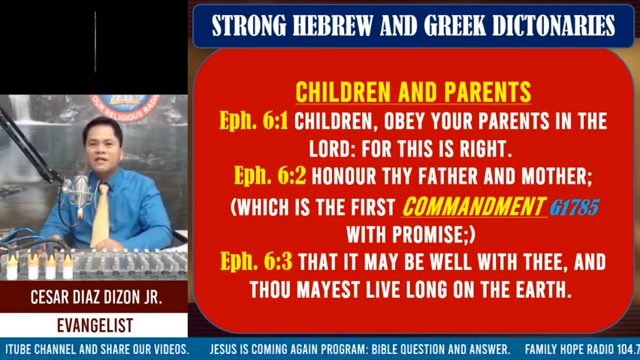 STRONG HEBREW AND GREEK DICTONARIES
CHILDREN AND PARENTS
Eph. 6:1 CHILDREN, OBEY YOUR PARENTS IN THE
LORD: FOR THIS IS RIGHT.
Eph. 6:2 HONOUR THY FATHER AND MOTHER;
(WHICH IS THE FIRST COMMANDMENT G1785
WITH PROMISE;)
Eph. 6:3 THAT IT MAY BE WELL WITH THEE, AND
THOU MAYEST LIVE LONG ON THE EARTH.
OUR RELIGIOUS RADIO
CESAR DIAZ DIZON JR.
EVANGELIST
UTUBE CHANNEL AND SHARE OUR VIDEOS. JESUS IS COMING AGAIN PROGRAM: BIBLE QUESTION AND ANSWER. FAMILY HOPE RADIO 104.7